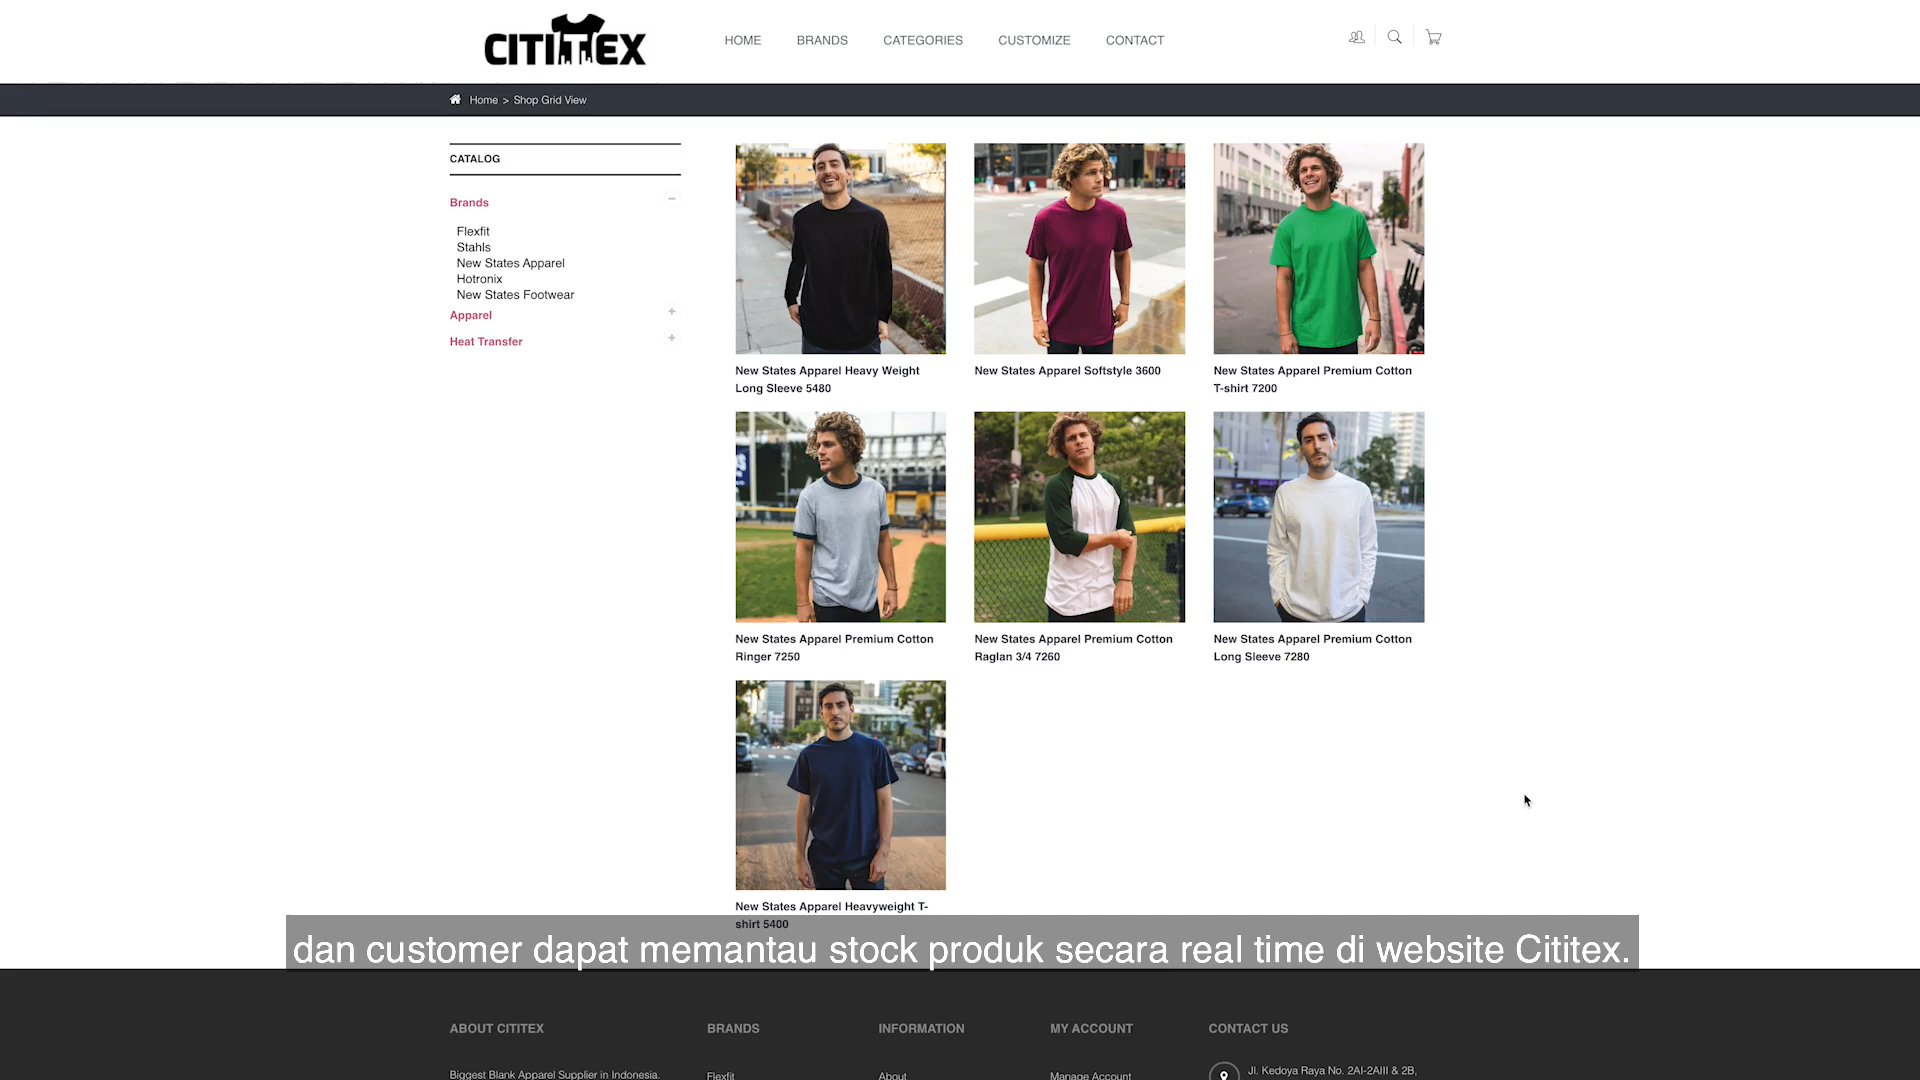 CITITEX
HOME BRANDS CATEGORIES CUSTOMIZE CONTACT
Home > Shop Grid View
CATALOG
Brands
Flexfit
Stahls
New States Apparel
Hotronix
New States Footwear
Apparel
Heat Transfer
New States Apparel Heavy Weight
Long Sleeve 5480
New States Apparel Softstyle 3600
New States Apparel Premium Cotton
T-shirt 7200
New States Apparel Premium Cotton
Ringer 7250
New States Apparel Premium Cotton
Raglan 3/4 7260
New States Apparel Premium Cotton
Long Sleeve 7280
New States Apparel Heavyweight T-
shirt 5400
dan customer dapat memantau stock produk secara real time di website Cititex.
ABOUT CITITEX
Biggest Blank Apparel Supplier in Indonesia.
BRANDS
Flexfit
INFORMATION
About
MY ACCOUNT
Manage Account
CONTACT US
Jl. Kedoya Raya No. 2AI-2AIII & 2B,